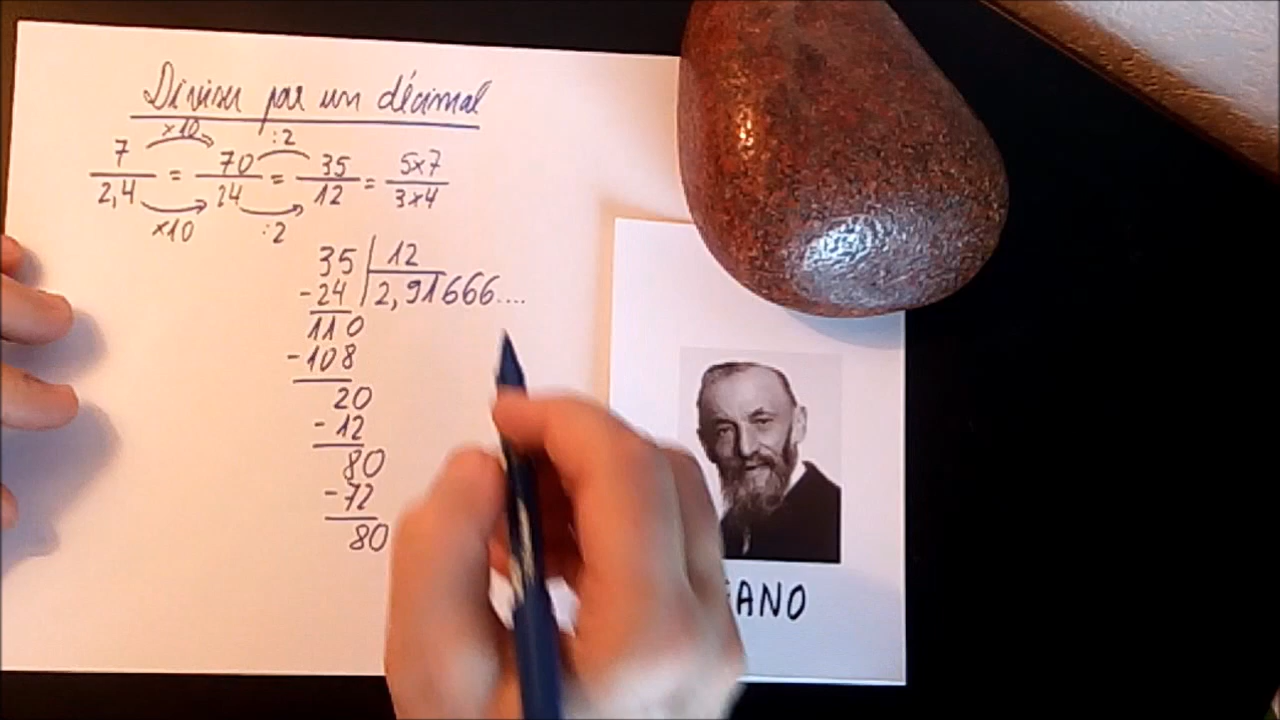 Diviser par un décimal
×10 :2
7/2,4 = 70/24 = 35/12 = 5×7/3×4
×10 :2
35 | 12
-24 | 2,91666....
110
-108
20
-12
80
-72
80